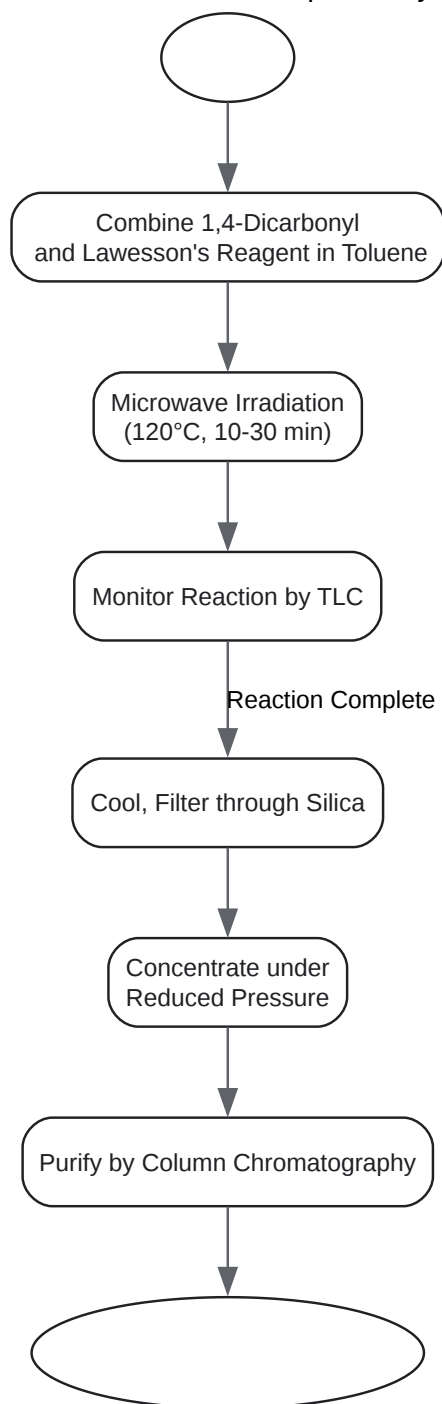 Combine 1,4-Dicarbonyl
and Lawesson's Reagent in Toluene
Microwave Irradiation
(120°C, 10-30 min)
Monitor Reaction by TLC
Reaction Complete
Cool, Filter through Silica
Concentrate under
Reduced Pressure
Purify by Column Chromatography